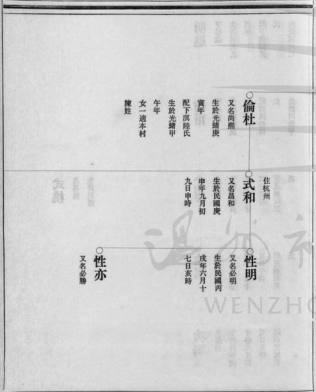 倫杜
又名尚熙
生於光緒庚
寅年
配下湨陸氏
生於光緒甲
午年
女一適本村
陳姓
住杭州
式和
又名昌和
生於民國庚
申年九月初
九日申時
性明
又名必明
生於民國丙
戌年六月十
七日亥時
性亦
又名必勝
WENZHO